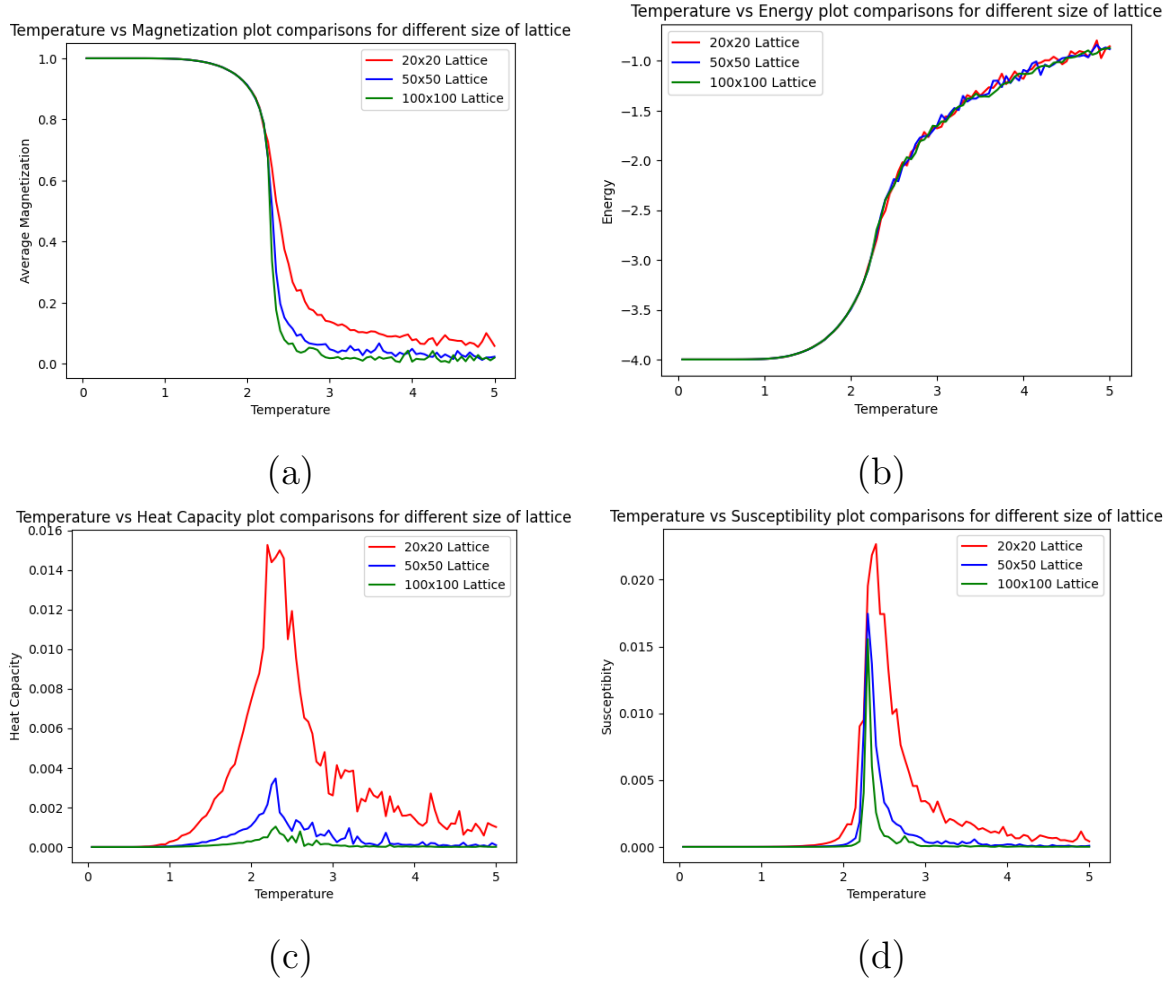 Temperature vs Magnetization plot comparisons for different size of lattice
20x20 Lattice
50x50 Lattice
100x100 Lattice
1.0
0.8
0.6
0.4
0.2
0.0
Average Magnetization
0 1 2 3 4 5
Temperature
(a)
Temperature vs Energy plot comparisons for different size of lattice
20x20 Lattice
50x50 Lattice
100x100 Lattice
−1.0
−1.5
−2.0
−2.5
−3.0
−3.5
−4.0
Energy
0 1 2 3 4 5
Temperature
(b)
Temperature vs Heat Capacity plot comparisons for different size of lattice
20x20 Lattice
50x50 Lattice
100x100 Lattice
0.016
0.014
0.012
0.010
0.008
0.006
0.004
0.002
0.000
Heat Capacity
0 1 2 3 4 5
Temperature
(c)
Temperature vs Susceptibility plot comparisons for different size of lattice
20x20 Lattice
50x50 Lattice
100x100 Lattice
0.020
0.015
0.010
0.005
0.000
Susceptibity
0 1 2 3 4 5
Temperature
(d)